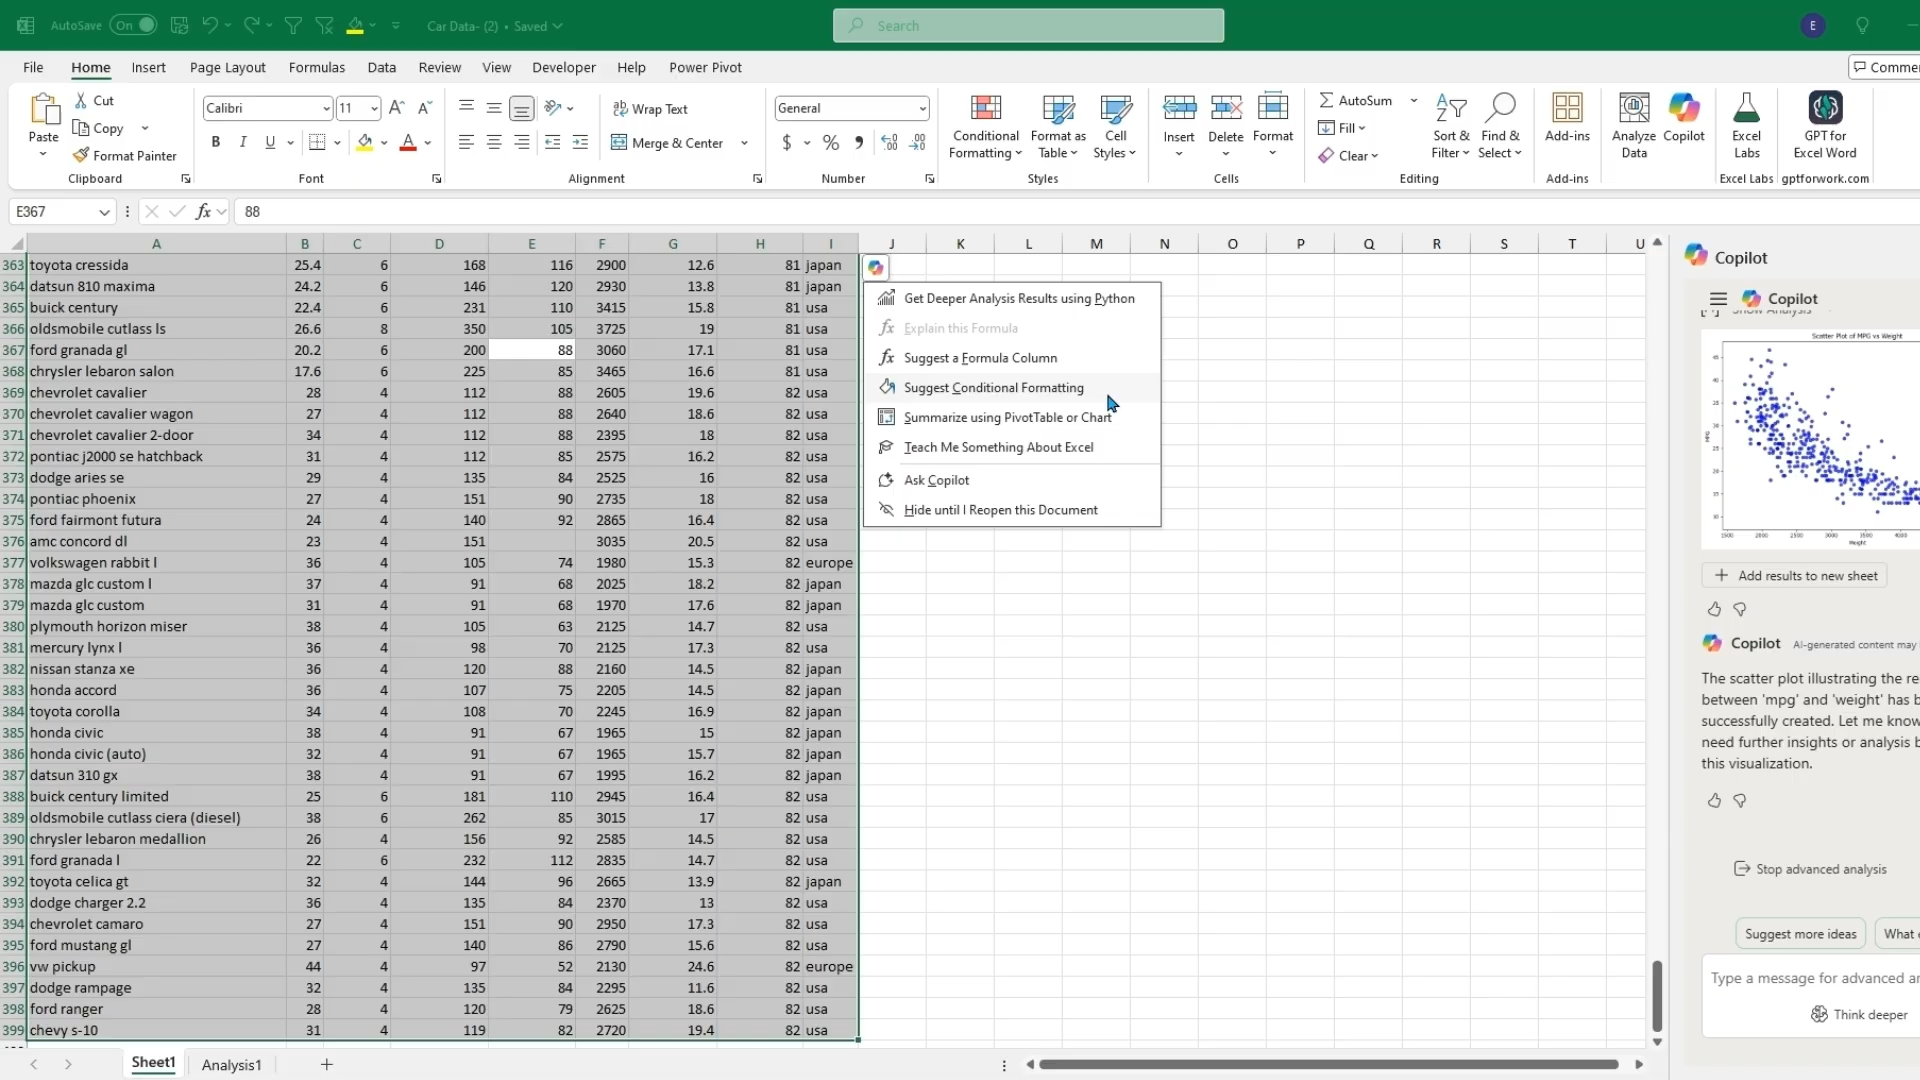 AutoSave On Car Data- (2) • Saved Search E
File Home Insert Page Layout Formulas Data Review View Developer Help Power Pivot
Paste Cut Copy Format Painter Clipboard
Calibri 11 A A B I U A Font
ab Wrap Text Merge & Center Alignment
General $ % Number
Conditional Formatting Format as Table Cell Styles Styles
Insert Delete Format Cells
AutoSum Fill Clear Sort & Filter Find & Select Editing
Add-ins Add-ins
Analyze Data Copilot
Excel Labs Excel Labs
GPT for Excel Word gptforwork.com
E367 fx 88
A B C D E F G H I J K L M N O P Q R S T U
363 toyota cressida 25.4 6 168 116 2900 12.6 81 japan
364 datsun 810 maxima 24.2 6 146 120 2930 13.8 81 japan
365 buick century 22.4 6 231 110 3415 15.8 81 usa
366 oldsmobile cutlass ls 26.6 8 350 105 3725 19 81 usa
367 ford granada gl 20.2 6 200 88 3060 17.1 81 usa
368 chrysler lebaron salon 17.6 6 225 85 3465 16.6 81 usa
369 chevrolet cavalier 28 4 112 88 2605 19.6 82 usa
370 chevrolet cavalier wagon 27 4 112 88 2640 18.6 82 usa
371 chevrolet cavalier 2-door 34 4 112 88 2395 18 82 usa
372 pontiac j2000 se hatchback 31 4 112 85 2575 16.2 82 usa
373 dodge aries se 29 4 135 84 2525 16 82 usa
374 pontiac phoenix 27 4 151 90 2735 18 82 usa
375 ford fairmont futura 24 4 140 92 2865 16.4 82 usa
376 amc concord dl 23 4 151 3035 20.5 82 usa
377 volkswagen rabbit l 36 4 105 74 1980 15.3 82 europe
378 mazda glc custom l 37 4 91 68 2025 18.2 82 japan
379 mazda glc custom 31 4 91 68 1970 17.6 82 japan
380 plymouth horizon miser 38 4 105 63 2125 14.7 82 usa
381 mercury lynx l 36 4 98 70 2125 17.3 82 usa
382 nissan stanza xe 36 4 120 88 2160 14.5 82 japan
383 honda accord 36 4 107 75 2205 14.5 82 japan
384 toyota corolla 34 4 108 70 2245 16.9 82 japan
385 honda civic 38 4 91 67 1965 15 82 japan
386 honda civic (auto) 32 4 91 67 1965 15.7 82 japan
387 datsun 310 gx 38 4 91 67 1995 16.2 82 japan
388 buick century limited 25 6 181 110 2945 16.4 82 usa
389 oldsmobile cutlass ciera (diesel) 38 6 262 85 3015 17 82 usa
390 chrysler lebaron medallion 26 4 156 92 2585 14.5 82 usa
391 ford granada l 22 6 232 112 2835 14.7 82 usa
392 toyota celica gt 32 4 144 96 2665 13.9 82 japan
393 dodge charger 2.2 36 4 135 84 2370 13 82 usa
394 chevrolet camaro 27 4 151 90 2950 17.3 82 usa
395 ford mustang gl 27 4 140 86 2790 15.6 82 usa
396 vw pickup 44 4 97 52 2130 24.6 82 europe
397 dodge rampage 32 4 135 84 2295 11.6 82 usa
398 ford ranger 28 4 120 79 2625 18.6 82 usa
399 chevy s-10 31 4 119 82 2720 19.4 82 usa
Get Deeper Analysis Results using Python
fx Explain this Formula
fx Suggest a Formula Column
Suggest Conditional Formatting
Summarize using PivotTable or Chart
Teach Me Something About Excel
Ask Copilot
Hide until I Reopen this Document
Copilot
Copilot
Scatter Plot of MPG vs Weight
45
40
35
30
25
20
15
10
MPG
1500 2000 2500 3000 3500 4000
Weight
Add results to new sheet
Copilot AI-generated content may
The scatter plot illustrating the re
between 'mpg' and 'weight' has b
successfully created. Let me know
need further insights or analysis b
this visualization.
Stop advanced analysis
Suggest more ideas What
Type a message for advanced an
Think deeper
Sheet1 Analysis1 +